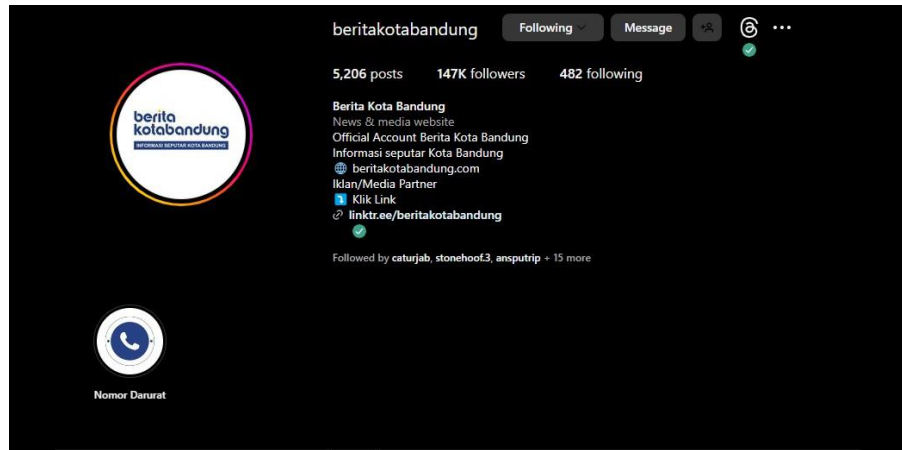 beritakotabandung Following Message
5,206 posts 147K followers 482 following
Berita Kota Bandung
News & media website
Official Account Berita Kota Bandung
Informasi seputar Kota Bandung
beritakotabandung.com
Iklan/Media Partner
Klik Link
linktr.ee/beritakotabandung
Followed by caturjab, stonehoof.3, ansputrip + 15 more
berita
kotabandung
INFORMASI SEPUTAR KOTA BANDUNG
Nomor Darurat